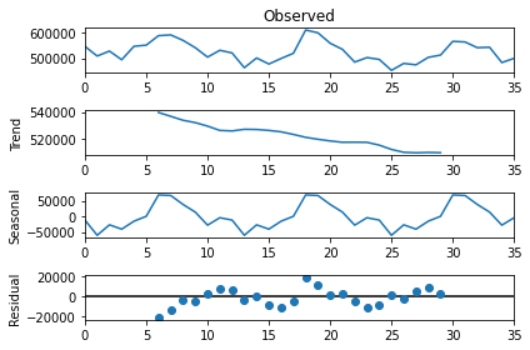 Observed
600000
500000
0 5 10 15 20 25 30 35
Trend
540000
520000
0 5 10 15 20 25 30 35
Seasonal
50000
0
−50000
0 5 10 15 20 25 30 35
Residual
20000
0
−20000
0 5 10 15 20 25 30 35